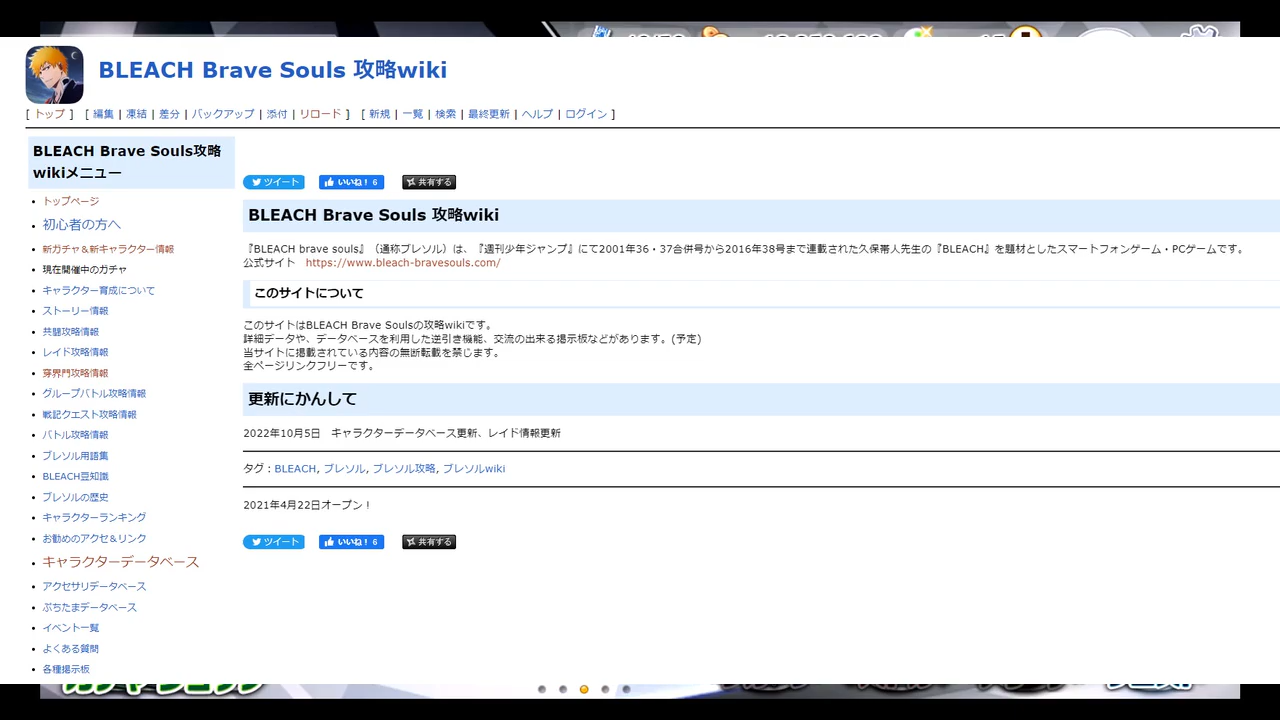 BLEACH Brave Souls 攻略wiki
[ トップ ] [ 編集 | 凍結 | 差分 | バックアップ | 添付 | リロード ] [ 新規 | 一覧 | 検索 | 最終更新 | ヘルプ | ログイン ]
BLEACH Brave Souls攻略
wikiメニュー
トップページ
初心者の方へ
新ガチャ＆新キャラクター情報
現在開催中のガチャ
キャラクター育成について
ストーリー情報
共闘攻略情報
レイド攻略情報
穿界門攻略情報
グループバトル攻略情報
戦記クエスト攻略情報
バトル攻略情報
ブレソル用語集
BLEACH豆知識
ブレソルの歴史
キャラクターランキング
お勧めのアクセ＆リンク
キャラクターデータベース
アクセサリデータベース
ぷちたまデータベース
イベント一覧
よくある質問
各種掲示板
ツイート いいね！ 6 共有する
BLEACH Brave Souls 攻略wiki
『BLEACH brave souls』（通称ブレソル）は、『週刊少年ジャンプ』にて2001年36・37合併号から2016年38号まで連載された久保帯人先生の『BLEACH』を題材としたスマートフォンゲーム・PCゲームです。
公式サイト https://www.bleach-bravesouls.com/
このサイトについて
このサイトはBLEACH Brave Soulsの攻略wikiです。
詳細データや、データベースを利用した逆引き機能、交流の出来る掲示板などがあります。(予定)
当サイトに掲載されている内容の無断転載を禁じます。
全ページリンクフリーです。
更新にかんして
2022年10月5日 キャラクターデータベース更新、レイド情報更新
タグ：BLEACH, ブレソル, ブレソル攻略, ブレソルwiki
2021年4月22日オープン！
ツイート いいね！ 6 共有する